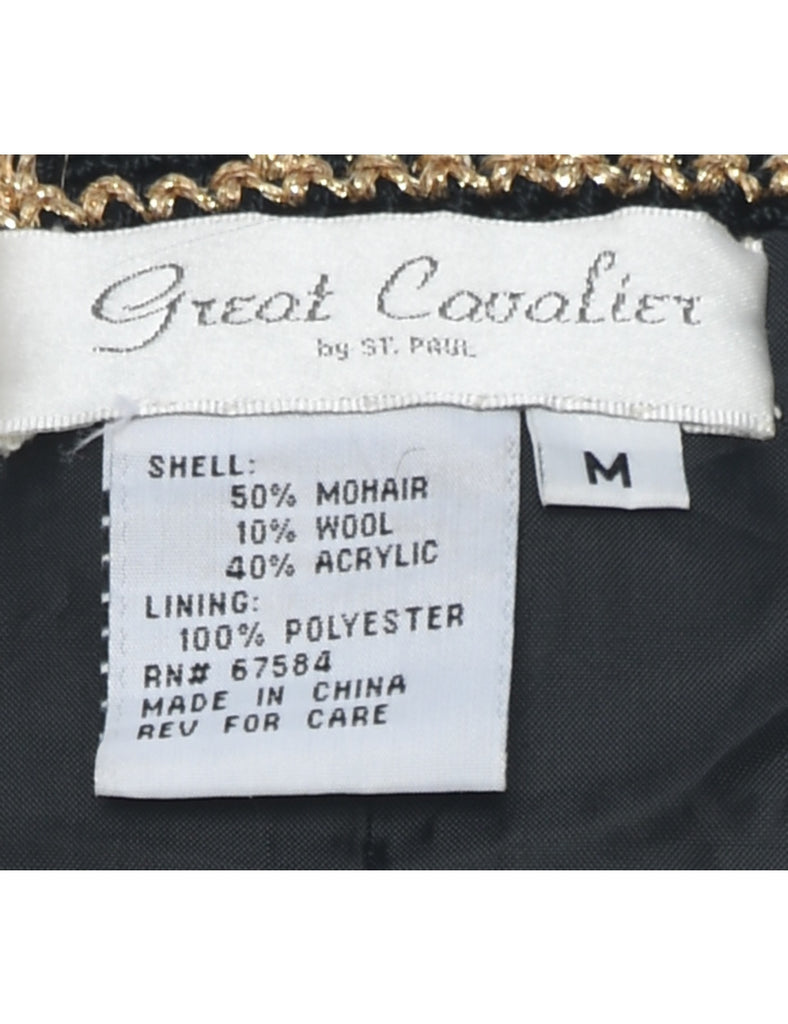 Great Cavalier
by ST. PAUL
M
SHELL:
50% MOHAIR
10% WOOL
40% ACRYLIC
LINING:
100% POLYESTER
RN# 67584
MADE IN CHINA
REV FOR CARE